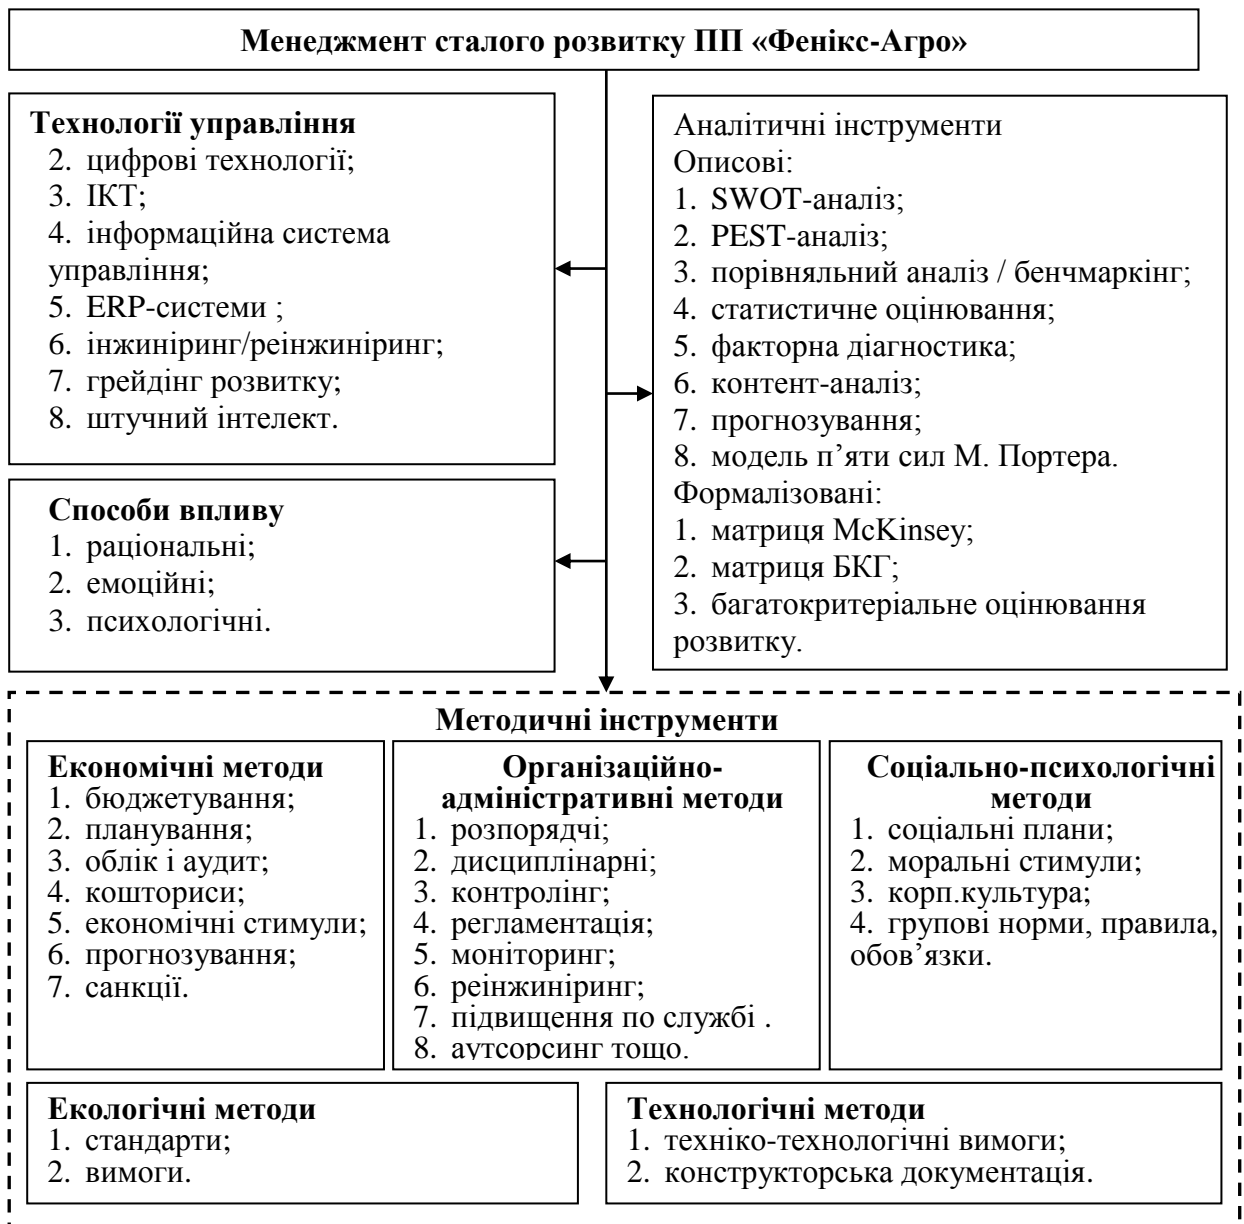 Менеджмент сталого розвитку ПП «Фенікс-Агро»
Технології управління
2. цифрові технології;
3. ІКТ;
4. інформаційна система
управління;
5. ERP-системи ;
6. інжиніринг/реінжиніринг;
7. грейдінг розвитку;
8. штучний інтелект.
Аналітичні інструменти
Описові:
1. SWOT-аналіз;
2. PEST-аналіз;
3. порівняльний аналіз / бенчмаркінг;
4. статистичне оцінювання;
5. факторна діагностика;
6. контент-аналіз;
7. прогнозування;
8. модель п’яти сил М. Портера.
Формалізовані:
1. матриця McKinsey;
2. матриця БКГ;
3. багатокритеріальне оцінювання
розвитку.
Способи впливу
1. раціональні;
2. емоційні;
3. психологічні.
Методичні інструменти
Економічні методи
1. бюджетування;
2. планування;
3. облік і аудит;
4. кошториси;
5. економічні стимули;
6. прогнозування;
7. санкції.
Організаційно-
адміністративні методи
1. розпорядчі;
2. дисциплінарні;
3. контролінг;
4. регламентація;
5. моніторинг;
6. реінжиніринг;
7. підвищення по службі .
8. аутсорсинг тощо.
Соціально-психологічні
методи
1. соціальні плани;
2. моральні стимули;
3. корп.культура;
4. групові норми, правила,
обов’язки.
Екологічні методи
1. стандарти;
2. вимоги.
Технологічні методи
1. техніко-технологічні вимоги;
2. конструкторська документація.